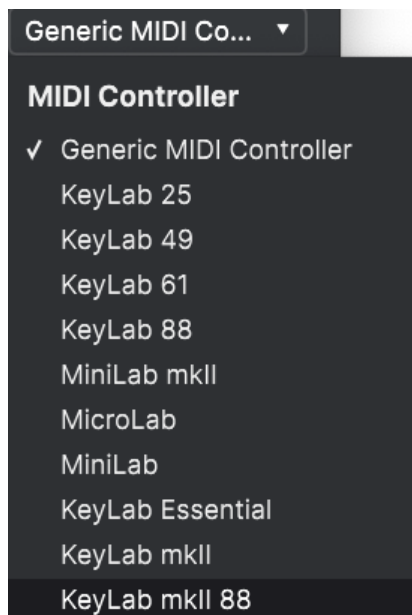 Generic MIDI Co... ▼
MIDI Controller
✓ Generic MIDI Controller
KeyLab 25
KeyLab 49
KeyLab 61
KeyLab 88
MiniLab mkII
MicroLab
MiniLab
KeyLab Essential
KeyLab mkII
KeyLab mkII 88